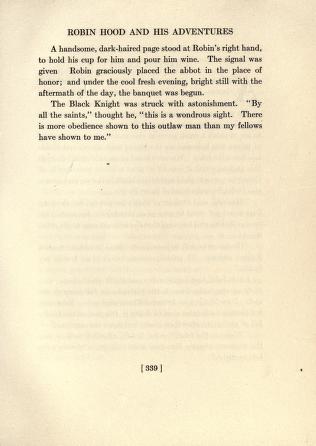 ROBIN HOOD AND HIS ADVENTURES
A handsome, dark-haired page stood at Robin's right hand,
to hold his cup for him and pour him wine. The signal was
given Robin graciously placed the abbot in the place of
honor; and under the cool fresh evening, bright still with the
aftermath of the day, the banquet was begun.
The Black Knight was struck with astonishment. "By
all the saints," thought he, "this is a wondrous sight. There
is more obedience shown to this outlaw man than my fellows
have shown to me."
[ 339 ]